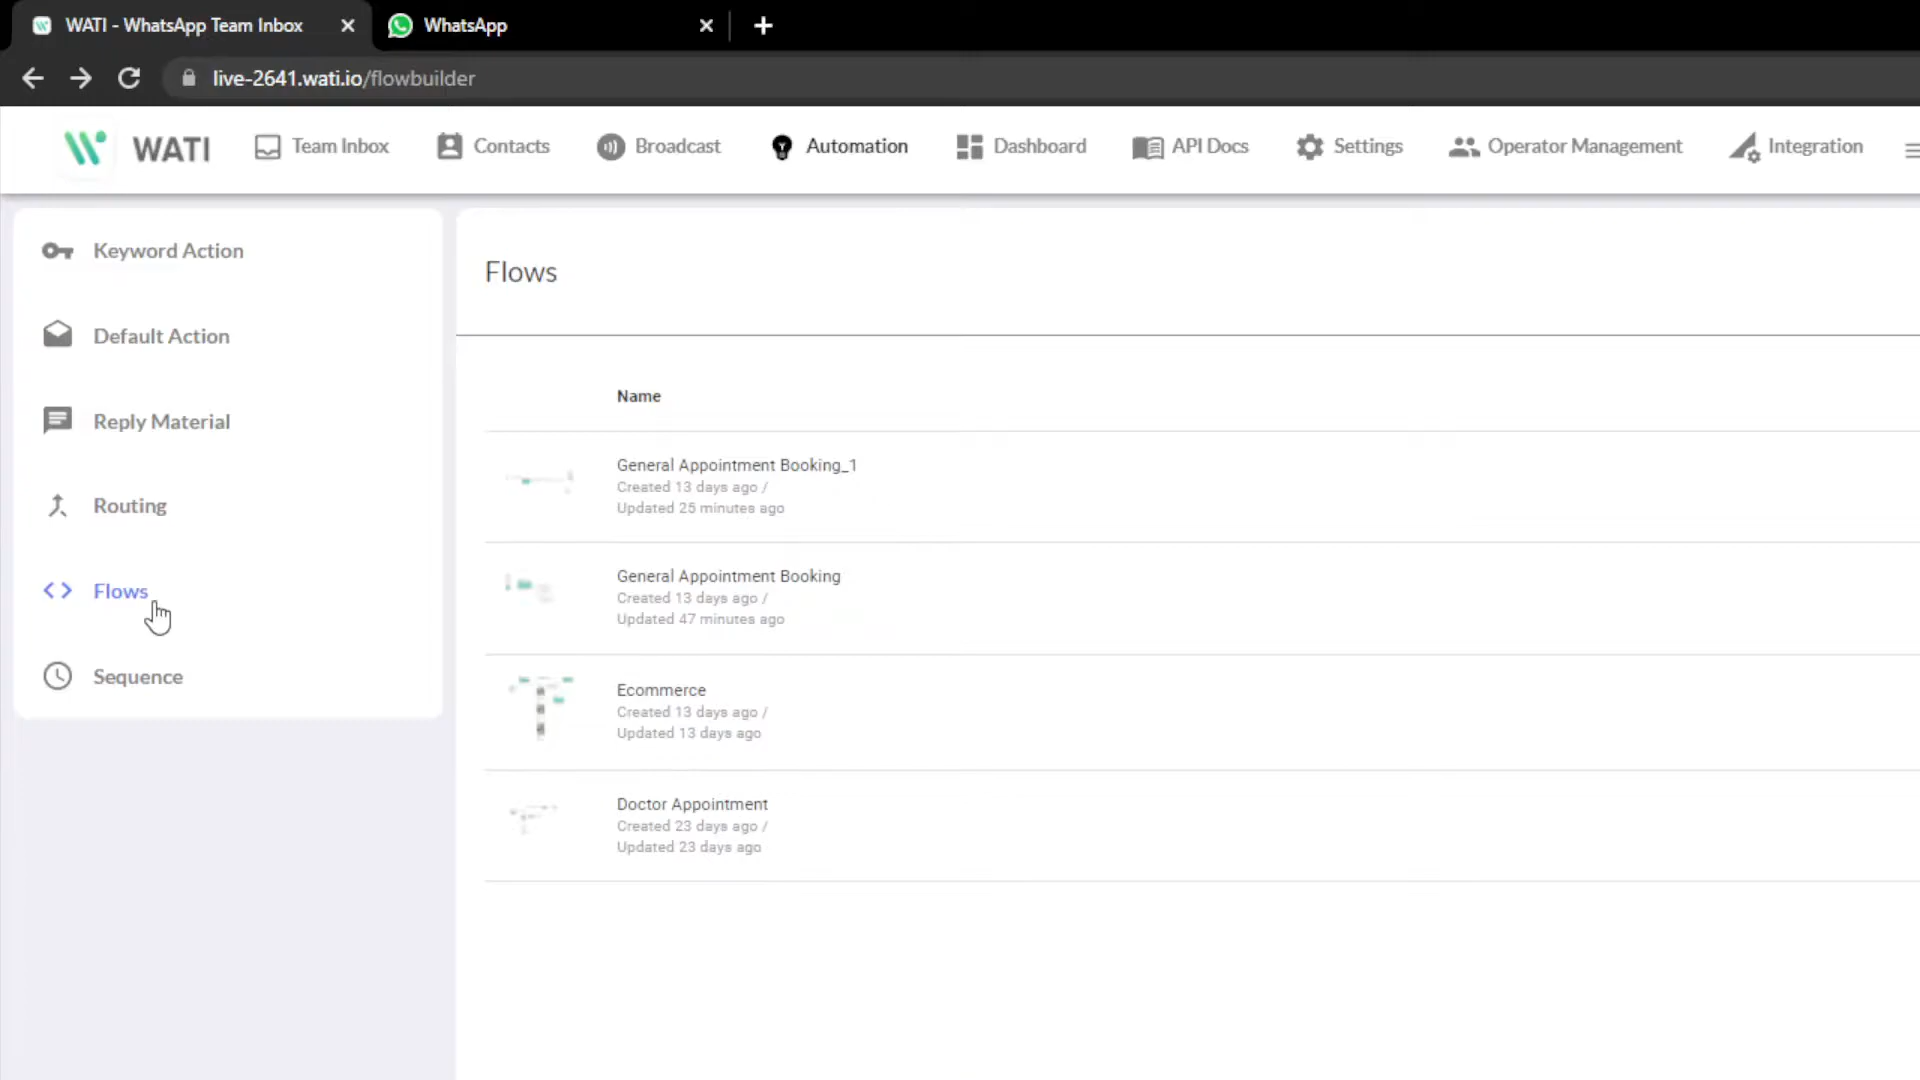 WATI - WhatsApp Team Inbox
WhatsApp
live-2641.wati.io/flowbuilder
WATI
Team Inbox
Contacts
Broadcast
Automation
Dashboard
API Docs
Settings
Operator Management
Integration
Keyword Action
Default Action
Reply Material
Routing
Flows
Sequence
Flows
Name
General Appointment Booking_1
Created 13 days ago /
Updated 25 minutes ago
General Appointment Booking
Created 13 days ago /
Updated 47 minutes ago
Ecommerce
Created 13 days ago /
Updated 13 days ago
Doctor Appointment
Created 23 days ago /
Updated 23 days ago